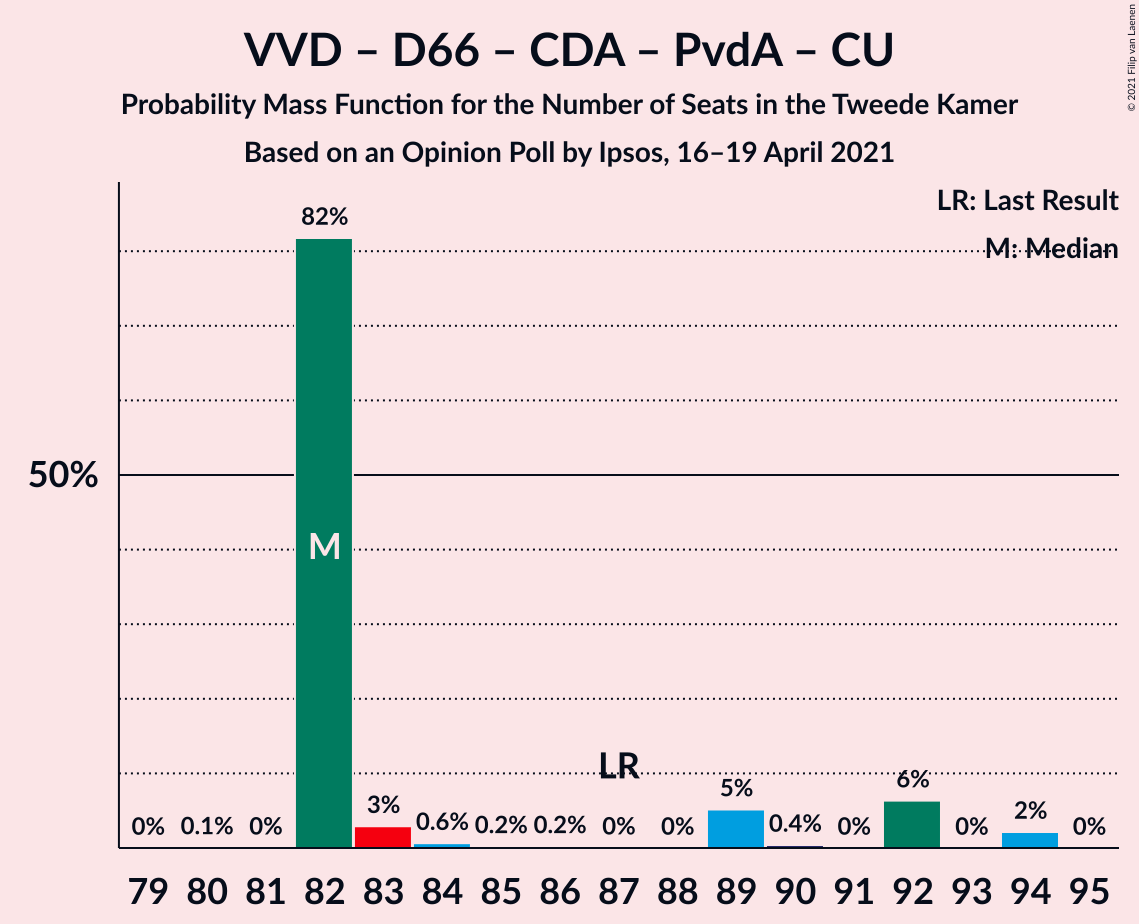 VVD – D66 – CDA – PvdA – CU
Probability Mass Function for the Number of Seats in the Tweede Kamer
Based on an Opinion Poll by Ipsos, 16–19 April 2021
© 2021 Filip van Laenen
LR: Last Result
M: Median
82%
50%
M
LR
0% 0.1% 0% 3% 0.6% 0.2% 0.2% 0% 0% 5% 0.4% 0% 6% 0% 2% 0%
79 80 81 82 83 84 85 86 87 88 89 90 91 92 93 94 95